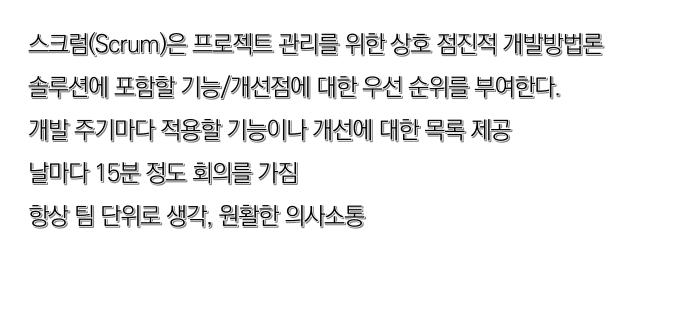 스크럼(Scrum)은 프로젝트 관리를 위한 상호 점진적 개발방법론
솔루션에 포함할 기능/개선점에 대한 우선 순위를 부여한다.
개발 주기마다 적용할 기능이나 개선에 대한 목록 제공
날마다 15분 정도 회의를 가짐
항상 팀 단위로 생각, 원활한 의사소통